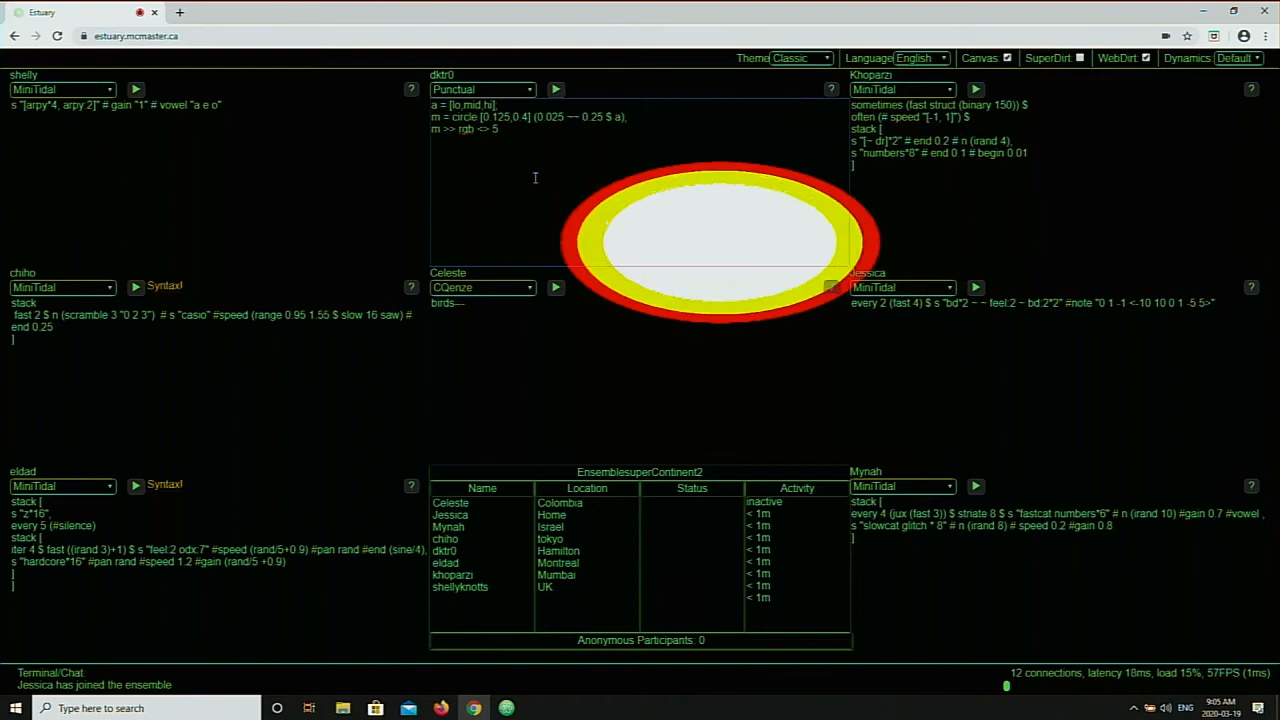 Estuary
estuary.mcmaster.ca
Theme Classic Language English Canvas SuperDirt: WebDirt: Dynamics Default
shelly
MiniTidal
?
s "[arpy*4, arpy:2]" # gain "1" # vowel "a e o"
dktr0
Punctual
?
a = [lo,mid,hi];
m = circle [0.125,0.4] (0.025 ~~ 0.25 $ a);
m >> rgb <> 5
Khoparzi
MiniTidal
?
sometimes (fast struct (binary 150)) $
often (# speed "[-1, 1]") $
stack [
s "[~ dr]*2" # end 0.2 # n (irand 4),
s "numbers*8" # end 0.1 # begin 0.01
]
chiho
MiniTidal
Syntax!
?
stack
fast 2 $ n (scramble 3 "0 2 3") # s "casio" #speed (range 0.95 1.55 $ slow 16 saw) #
end 0.25
]
Celeste
CQenze
birds---
Jessica
MiniTidal
?
every 2 (fast 4) $ s "bd*2 ~ ~ feel:2 ~ bd:2*2" #note "0 1 -1 <-10 10 0 1 -5 5>"
eldad
MiniTidal
Syntax!
?
stack [
s "z*16",
every 5 (#silence)
stack [
iter 4 $ fast ((irand 3)+1) $ s "feel:2 odx:7" #speed (rand/5+0.9) #pan rand #end (sine/4),
s "hardcore*16" #pan rand #speed 1.2 #gain (rand/5 +0.9)
]
]
EnsemblesuperContinent2
Name Location Status Activity
Celeste Colombia inactive
Jessica Home < 1m
Mynah Israel < 1m
chiho tokyo < 1m
dktr0 Hamilton < 1m
eldad Montreal < 1m
khoparzi Mumbai < 1m
shellyknotts UK < 1m
< 1m
Anonymous Participants: 0
Mynah
MiniTidal
?
stack [
every 4 (jux (fast 3)) $ striate 8 $ s "fastcat numbers*6" # n (irand 10) #gain 0.7 #vowel ,
s "slowcat glitch * 8" # n (irand 8) # speed 0.2 #gain 0.8
]
Terminal/Chat:
Jessica has joined the ensemble
12 connections, latency 18ms, load 15%, 57FPS (1ms)
Type here to search
ENG
9:05 AM
2020-03-19